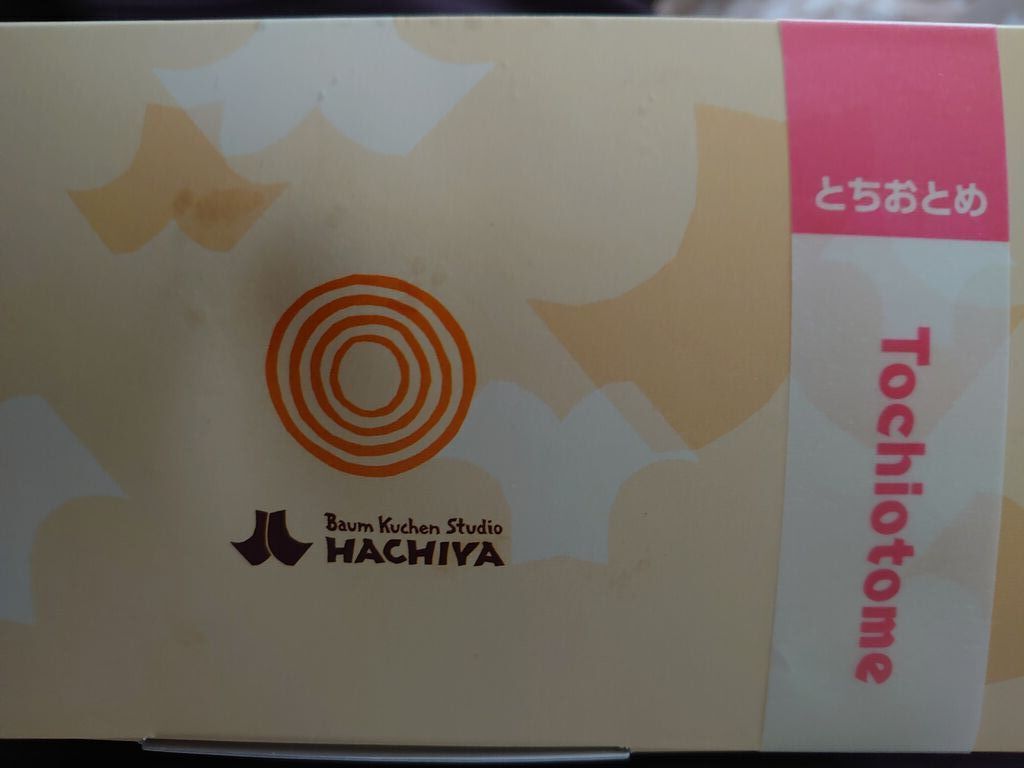 Baum Kuchen Studio
HACHIYA
とちおとめ
Tochiotome